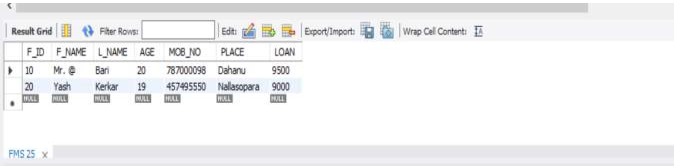 Result Grid Filter Rows: Edit: Export/Import: Wrap Cell Content:
F_ID F_NAME L_NAME AGE MOB_NO PLACE LOAN
10 Mr. @ Bari 20 787000098 Dahanu 9500
20 Yash Kerkar 19 457495550 Nallasopara 9000
NULL NULL NULL NULL NULL NULL NULL
FMS 25 x